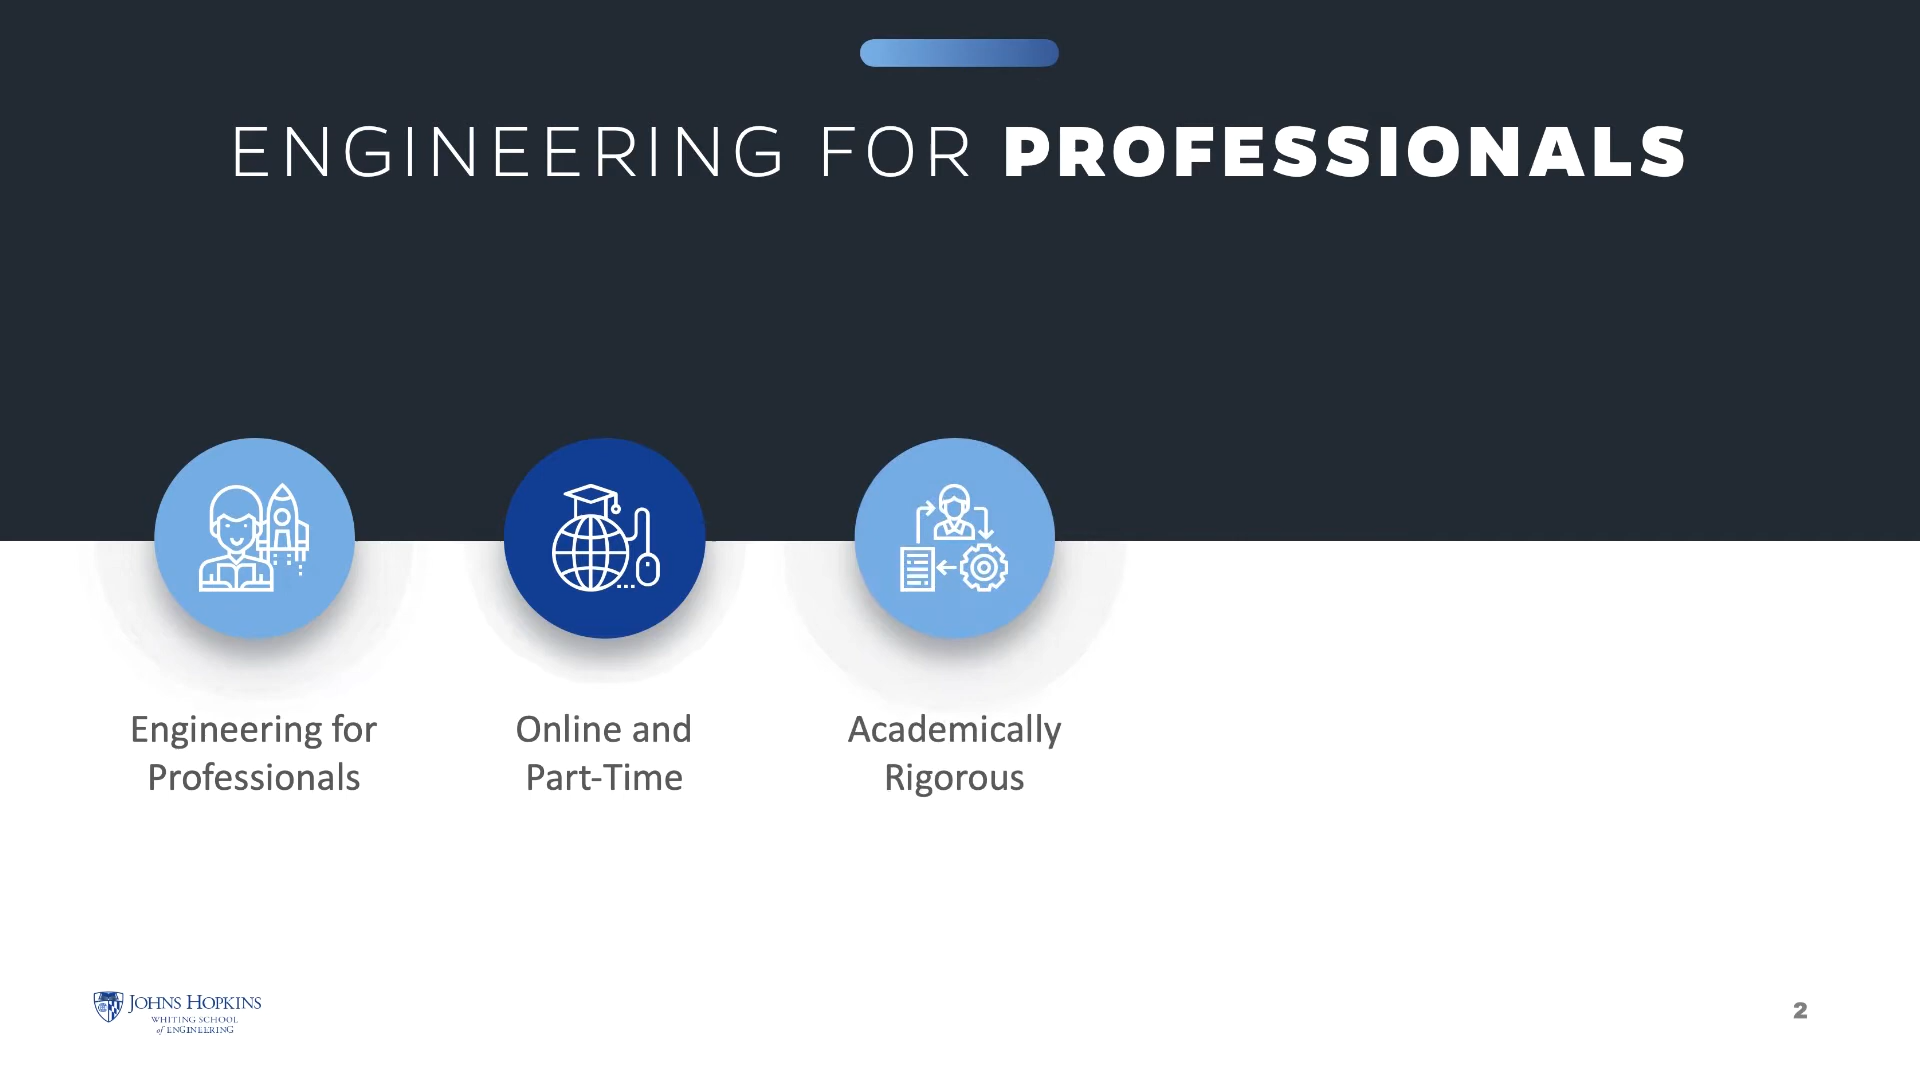 ENGINEERING FOR PROFESSIONALS
Engineering for
Professionals
Online and
Part-Time
Academically
Rigorous
JOHNS HOPKINS
WHITING SCHOOL
of ENGINEERING
2